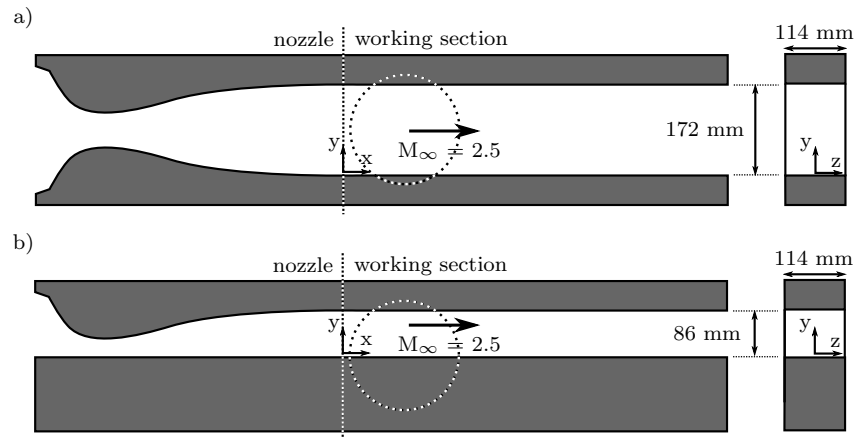 a)
nozzle working section
114 mm
172 mm
M∞ = 2.5
y
x
y
z
b)
nozzle working section
114 mm
86 mm
M∞ = 2.5
y
x
y
z